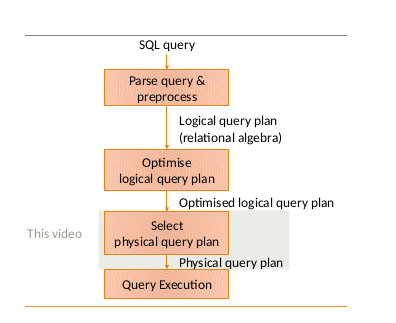 SQL query
Parse query &
preprocess
Logical query plan
(relational algebra)
Optimise
logical query plan
Optimised logical query plan
This video
Select
physical query plan
Physical query plan
Query Execution